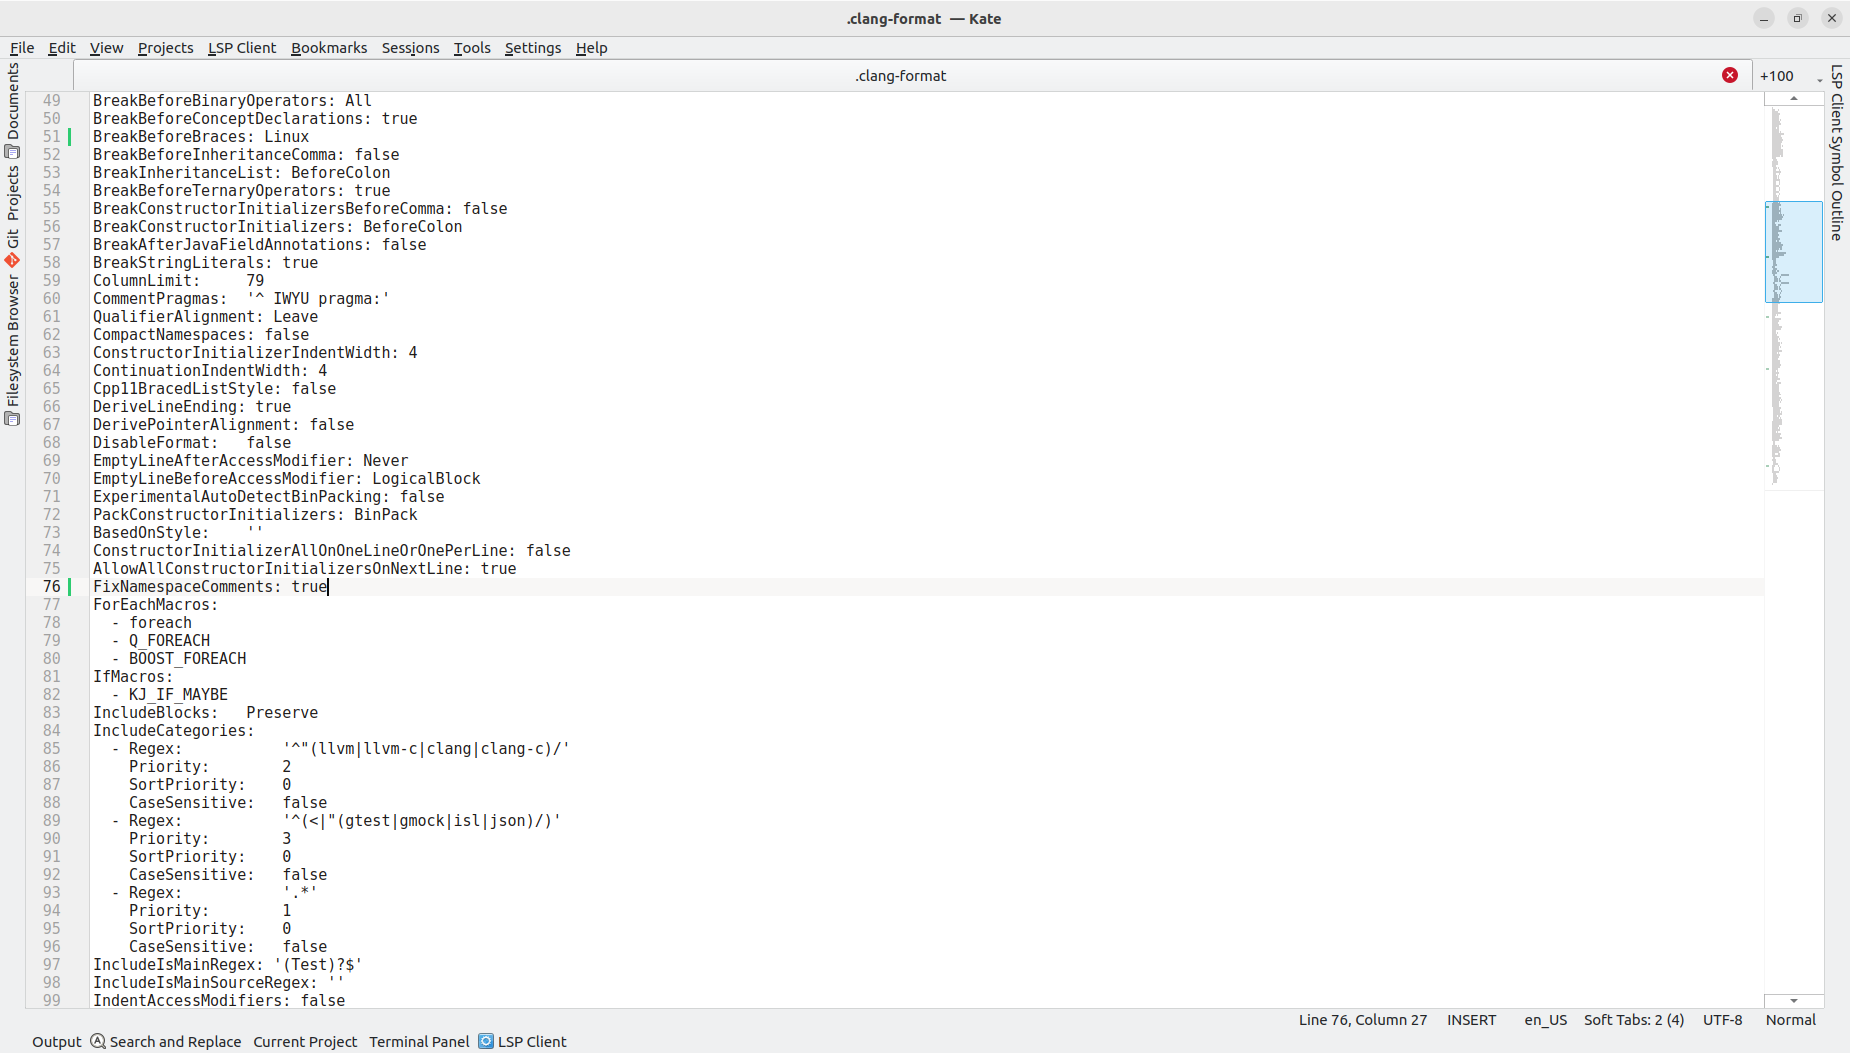 .clang-format — Kate
File Edit View Projects LSP Client Bookmarks Sessions Tools Settings Help
.clang-format
+100
Documents
Projects
Git
Filesystem Browser
LSP Client Symbol Outline
49 BreakBeforeBinaryOperators: All
50 BreakBeforeConceptDeclarations: true
51 BreakBeforeBraces: Linux
52 BreakBeforeInheritanceComma: false
53 BreakInheritanceList: BeforeColon
54 BreakBeforeTernaryOperators: true
55 BreakConstructorInitializersBeforeComma: false
56 BreakConstructorInitializers: BeforeColon
57 BreakAfterJavaFieldAnnotations: false
58 BreakStringLiterals: true
59 ColumnLimit:     79
60 CommentPragmas:  '^ IWYU pragma:'
61 QualifierAlignment: Leave
62 CompactNamespaces: false
63 ConstructorInitializerIndentWidth: 4
64 ContinuationIndentWidth: 4
65 Cpp11BracedListStyle: false
66 DeriveLineEnding: true
67 DerivePointerAlignment: false
68 DisableFormat:   false
69 EmptyLineAfterAccessModifier: Never
70 EmptyLineBeforeAccessModifier: LogicalBlock
71 ExperimentalAutoDetectBinPacking: false
72 PackConstructorInitializers: BinPack
73 BasedOnStyle:    ''
74 ConstructorInitializerAllOnOneLineOrOnePerLine: false
75 AllowAllConstructorInitializersOnNextLine: true
76 FixNamespaceComments: true
77 ForEachMacros:
78   - foreach
79   - Q_FOREACH
80   - BOOST_FOREACH
81 IfMacros:
82   - KJ_IF_MAYBE
83 IncludeBlocks:   Preserve
84 IncludeCategories:
85   - Regex:           '^"(llvm|llvm-c|clang|clang-c)/'
86     Priority:        2
87     SortPriority:    0
88     CaseSensitive:   false
89   - Regex:           '^(<|"(gtest|gmock|isl|json)/)'
90     Priority:        3
91     SortPriority:    0
92     CaseSensitive:   false
93   - Regex:           '.*'
94     Priority:        1
95     SortPriority:    0
96     CaseSensitive:   false
97 IncludeIsMainRegex: '(Test)?$'
98 IncludeIsMainSourceRegex: ''
99 IndentAccessModifiers: false
Line 76, Column 27 INSERT en_US Soft Tabs: 2 (4) UTF-8 Normal
Output Search and Replace Current Project Terminal Panel LSP Client